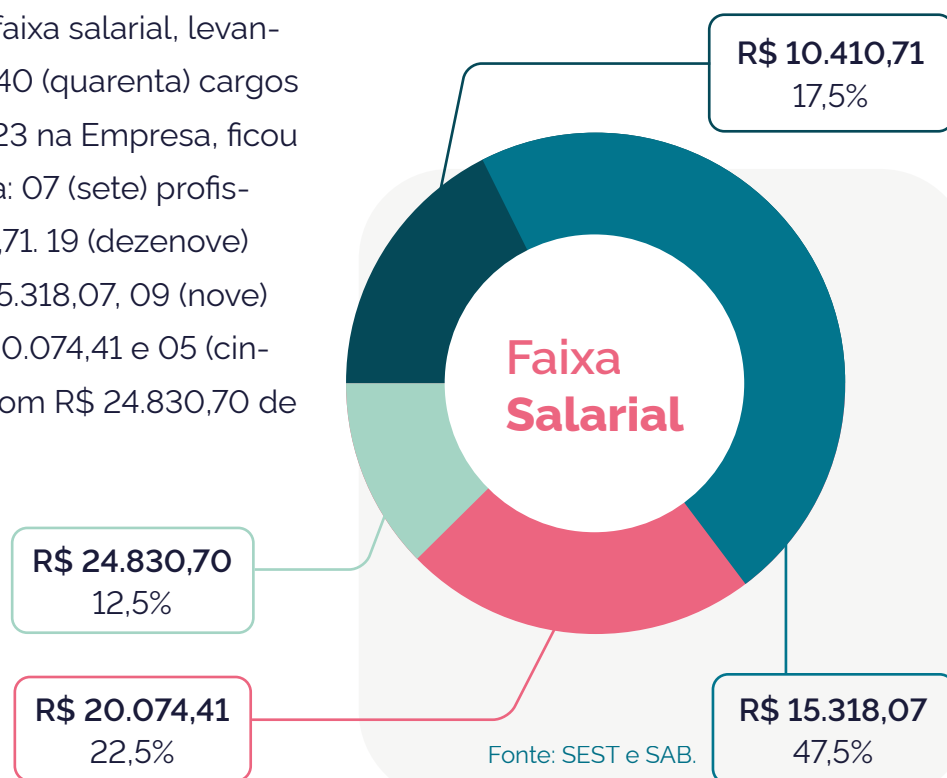 faixa salarial, levan-
40 (quarenta) cargos
23 na Empresa, ficou
a: 07 (sete) profis-
,71. 19 (dezenove)
5.318,07, 09 (nove)
0.074,41 e 05 (cin-
om R$ 24.830,70 de
R$ 10.410,71
17,5%
Faixa
Salarial
R$ 24.830,70
12,5%
R$ 20.074,41
22,5%
R$ 15.318,07
47,5%
Fonte: SEST e SAB.